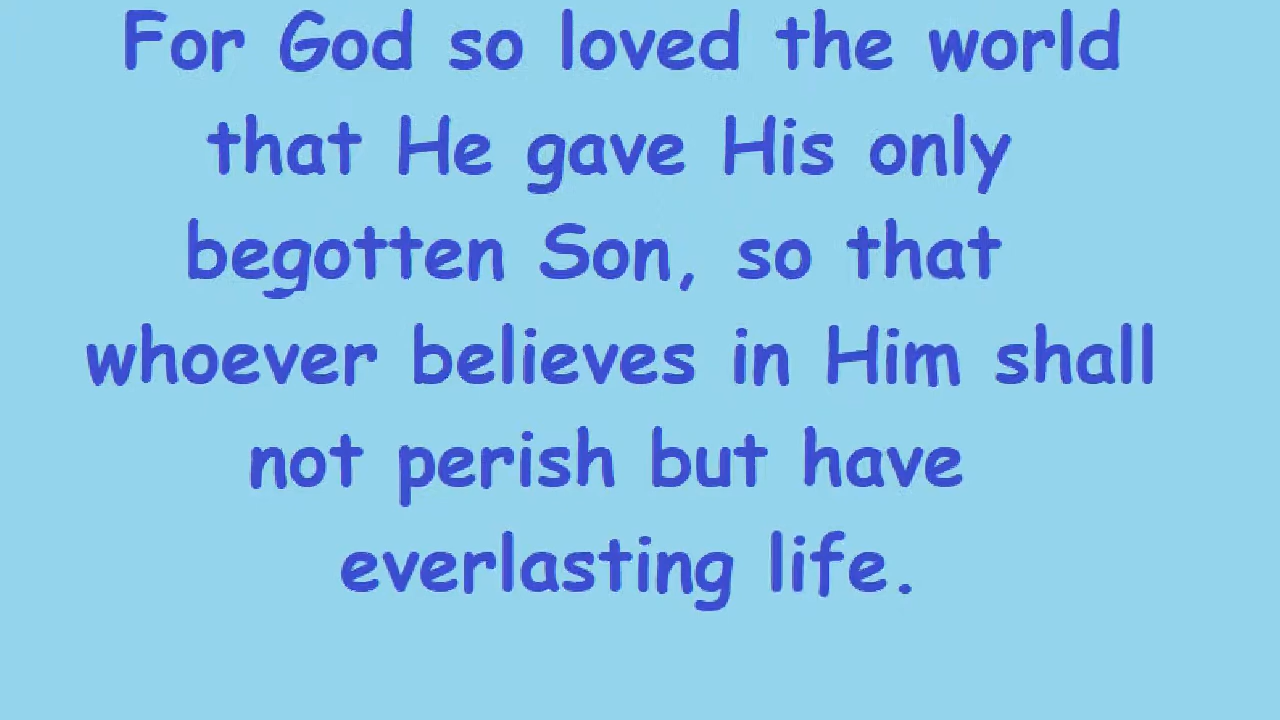 For God so loved the world
that He gave His only
begotten Son, so that
whoever believes in Him shall
not perish but have
everlasting life.